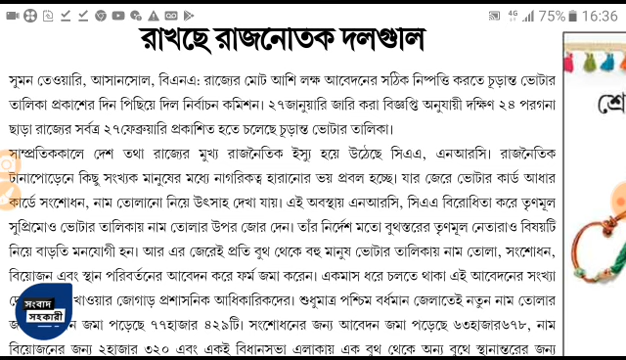 4G 75% 16:36
রাখছে রাজনৈতিক দলগুলি
সুমন তেওয়ারি, আসানসোল, বিএনএ: রাজ্যের মোট আশি লক্ষ আবেদনের সঠিক নিষ্পত্তি করতে চূড়ান্ত ভোটার
তালিকা প্রকাশের দিন পিছিয়ে দিল নির্বাচন কমিশন। ২৭জানুয়ারি জারি করা বিজ্ঞপ্তি অনুযায়ী দক্ষিণ ২৪ পরগনা
ছাড়া রাজ্যের সর্বত্র ২৭ফেব্রুয়ারি প্রকাশিত হতে চলেছে চূড়ান্ত ভোটার তালিকা।
সাম্প্রতিককালে দেশ তথা রাজ্যের মুখ্য রাজনৈতিক ইস্যু হয়ে উঠেছে সিএএ, এনআরসি। রাজনৈতিক
টানাপোড়েনে কিছু সংখ্যক মানুষের মধ্যে নাগরিকত্ব হারানোর ভয় প্রবল হচ্ছে। যার জেরে ভোটার কার্ড আধার
কার্ডে সংশোধন, নাম তোলানো নিয়ে উৎসাহ দেখা যায়। এই অবস্থায় এনআরসি, সিএএ বিরোধিতা করে তৃণমূল
সুপ্রিমোও ভোটার তালিকায় নাম তোলার উপর জোর দেন। তাঁর নির্দেশ মতো বুথস্তরের তৃণমূল নেতারাও বিষয়টি
নিয়ে বাড়তি মনযোগী হন। আর এর জেরেই প্রতি বুথ থেকে বহু মানুষ ভোটার তালিকায় নাম তোলা, সংশোধন,
বিয়োজন এবং স্থান পরিবর্তনের আবেদন করে ফর্ম জমা করেন। একমাস ধরে চলতে থাকা এই আবেদনের সংখ্যা
খাওয়ার জোগাড় প্রশাসনিক আধিকারিকদের। শুধুমাত্র পশ্চিম বর্ধমান জেলাতেই নতুন নাম তোলার
জমা পড়েছে ৭৭হাজার ৪২৯টি। সংশোধনের জন্য আবেদন জমা পড়েছে ৬৩হাজার৬৭৮, নাম
বিয়োজনের জন্য ২হাজার ৩২০ এবং একই বিধানসভা এলাকায় এক বুথ থেকে অন্য বুথে স্থানান্তরের জন্য
সংবাদ
সহকারী
শ্রে